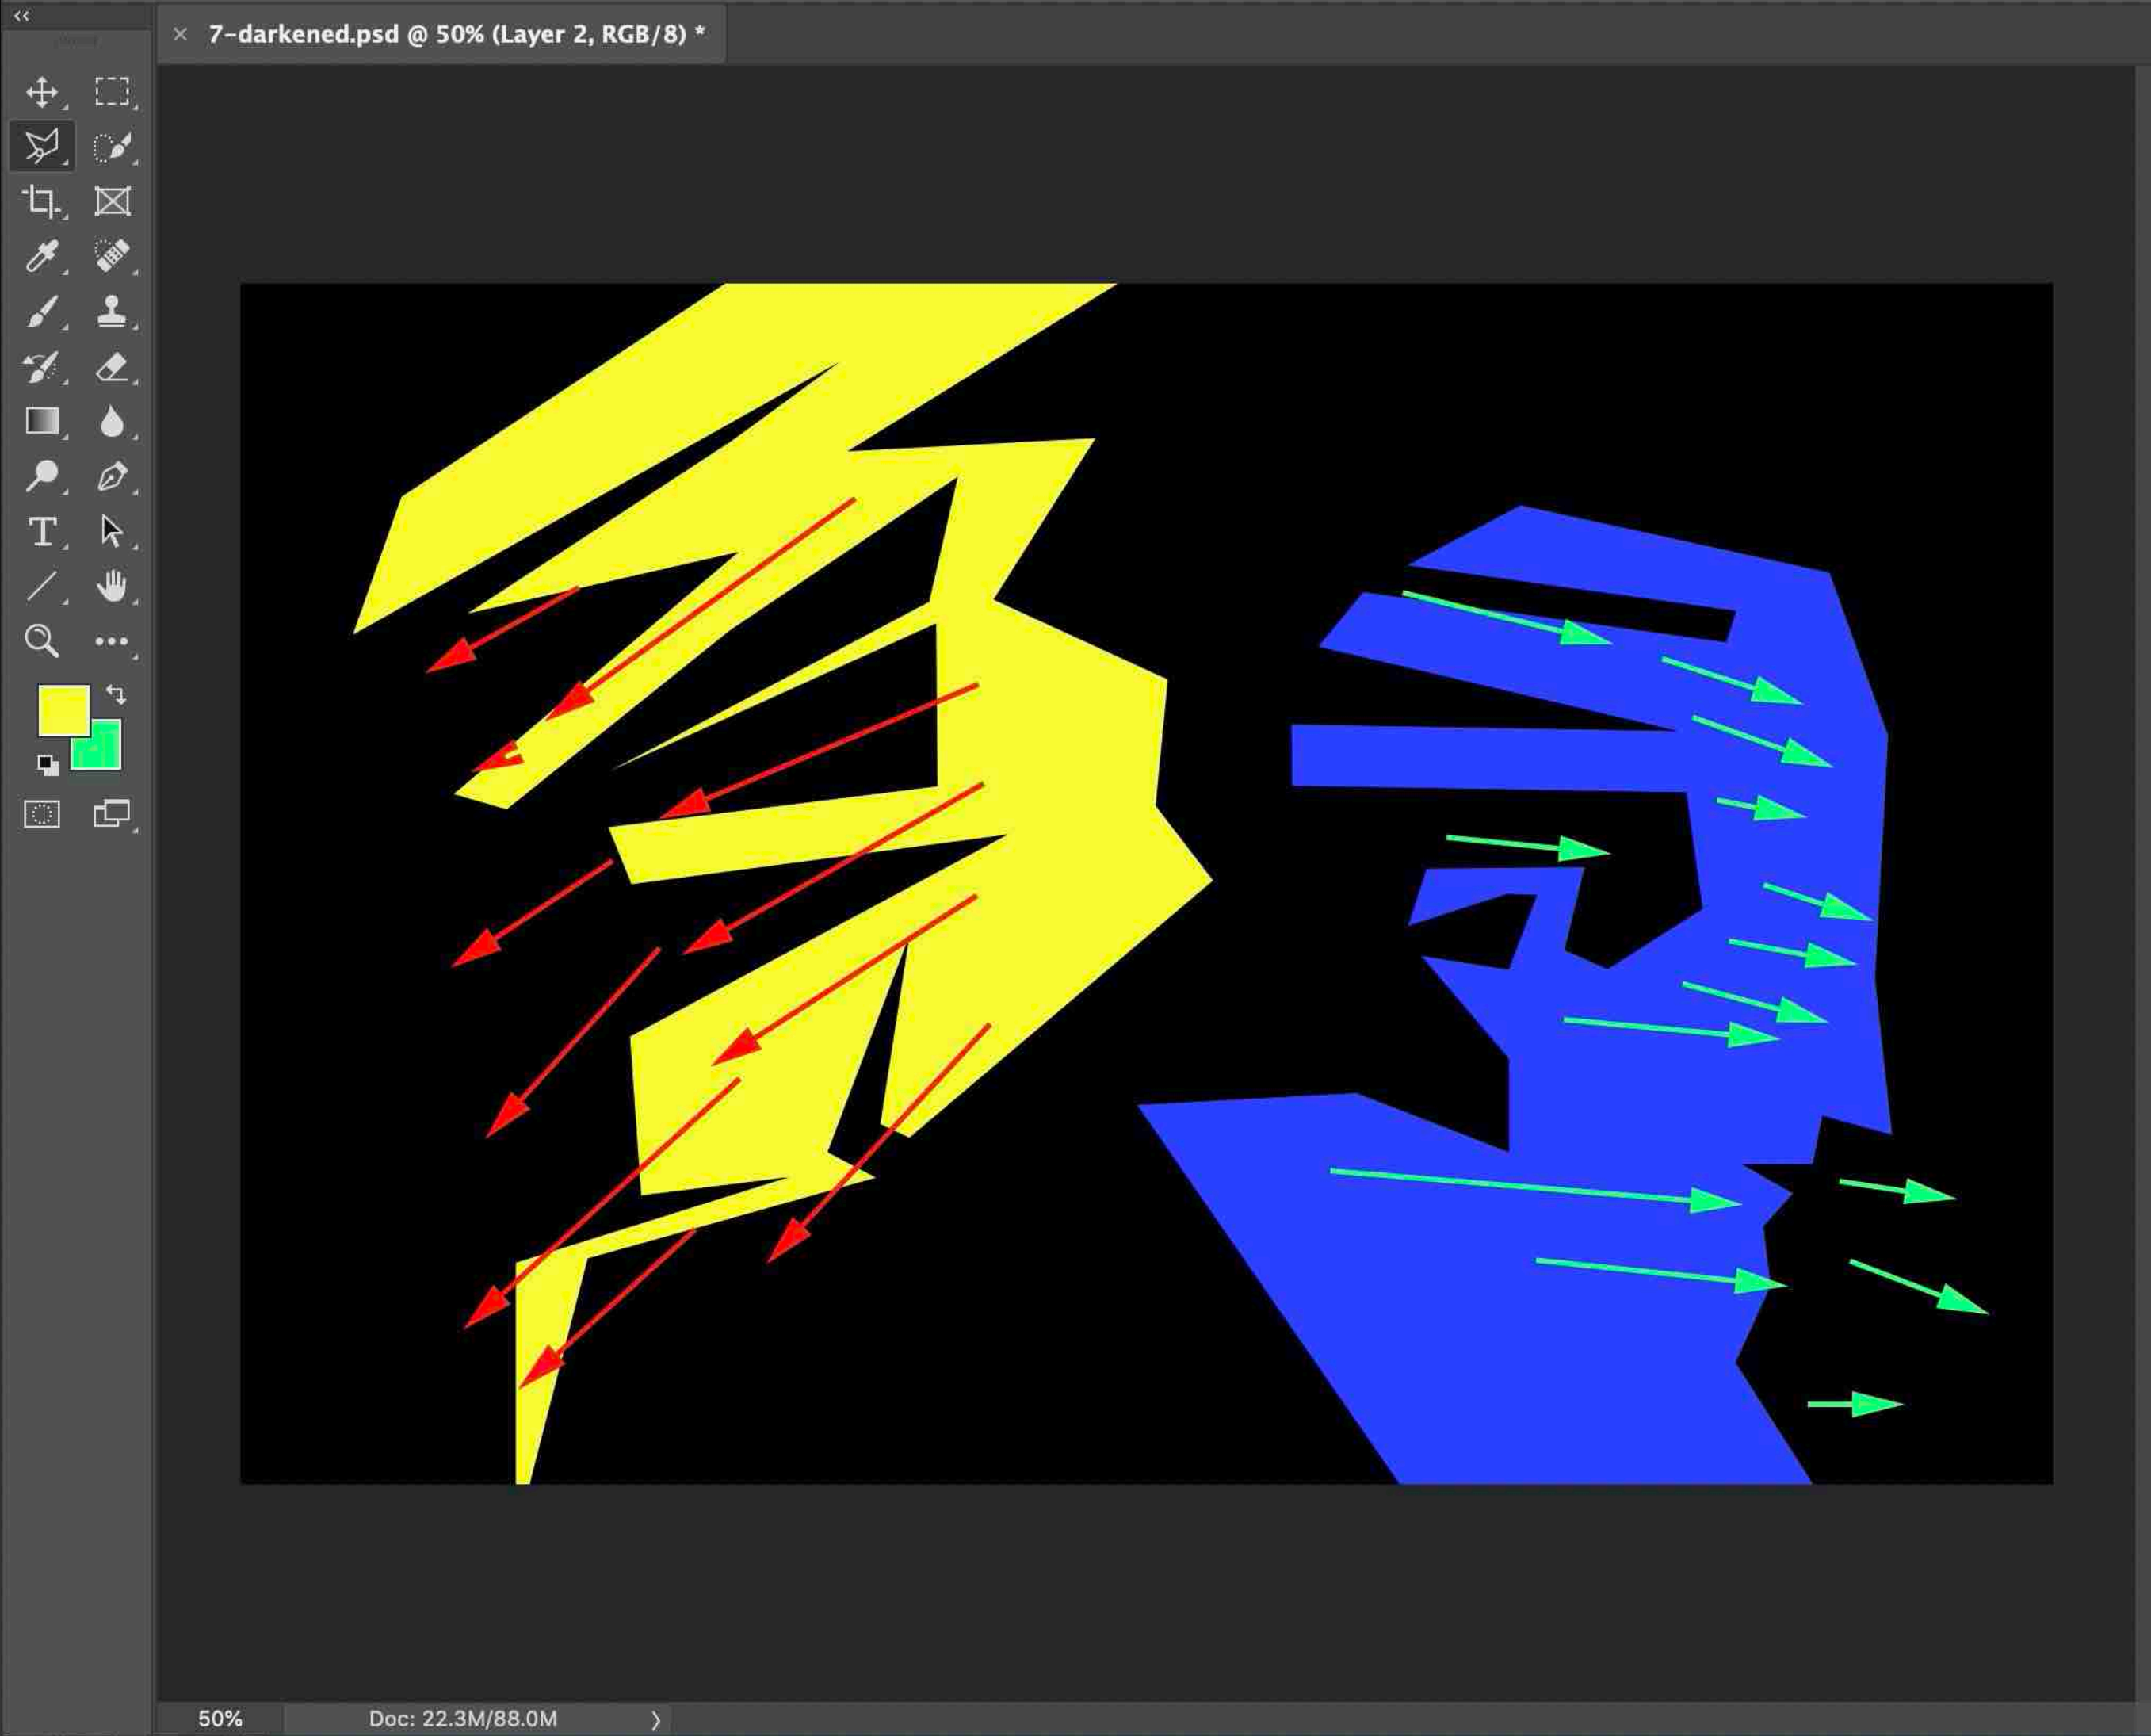 7-darkened.psd @ 50% (Layer 2, RGB/8) *
50%
Doc: 22.3M/88.0M